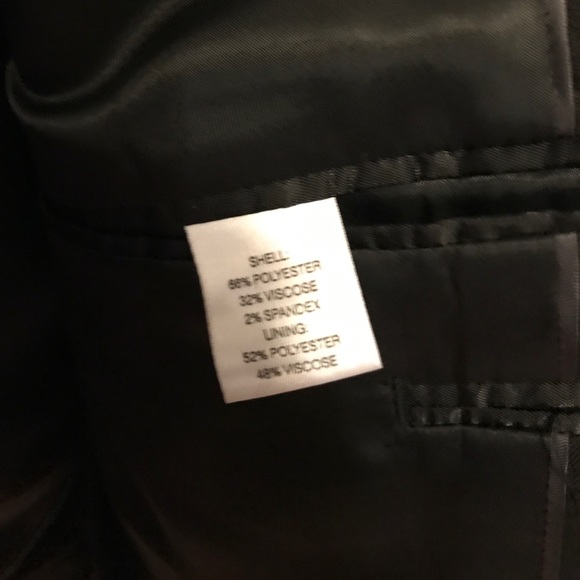 SHELL:
66% POLYESTER
32% VISCOSE
2% SPANDEX
LINING:
52% POLYESTER
48% VISCOSE